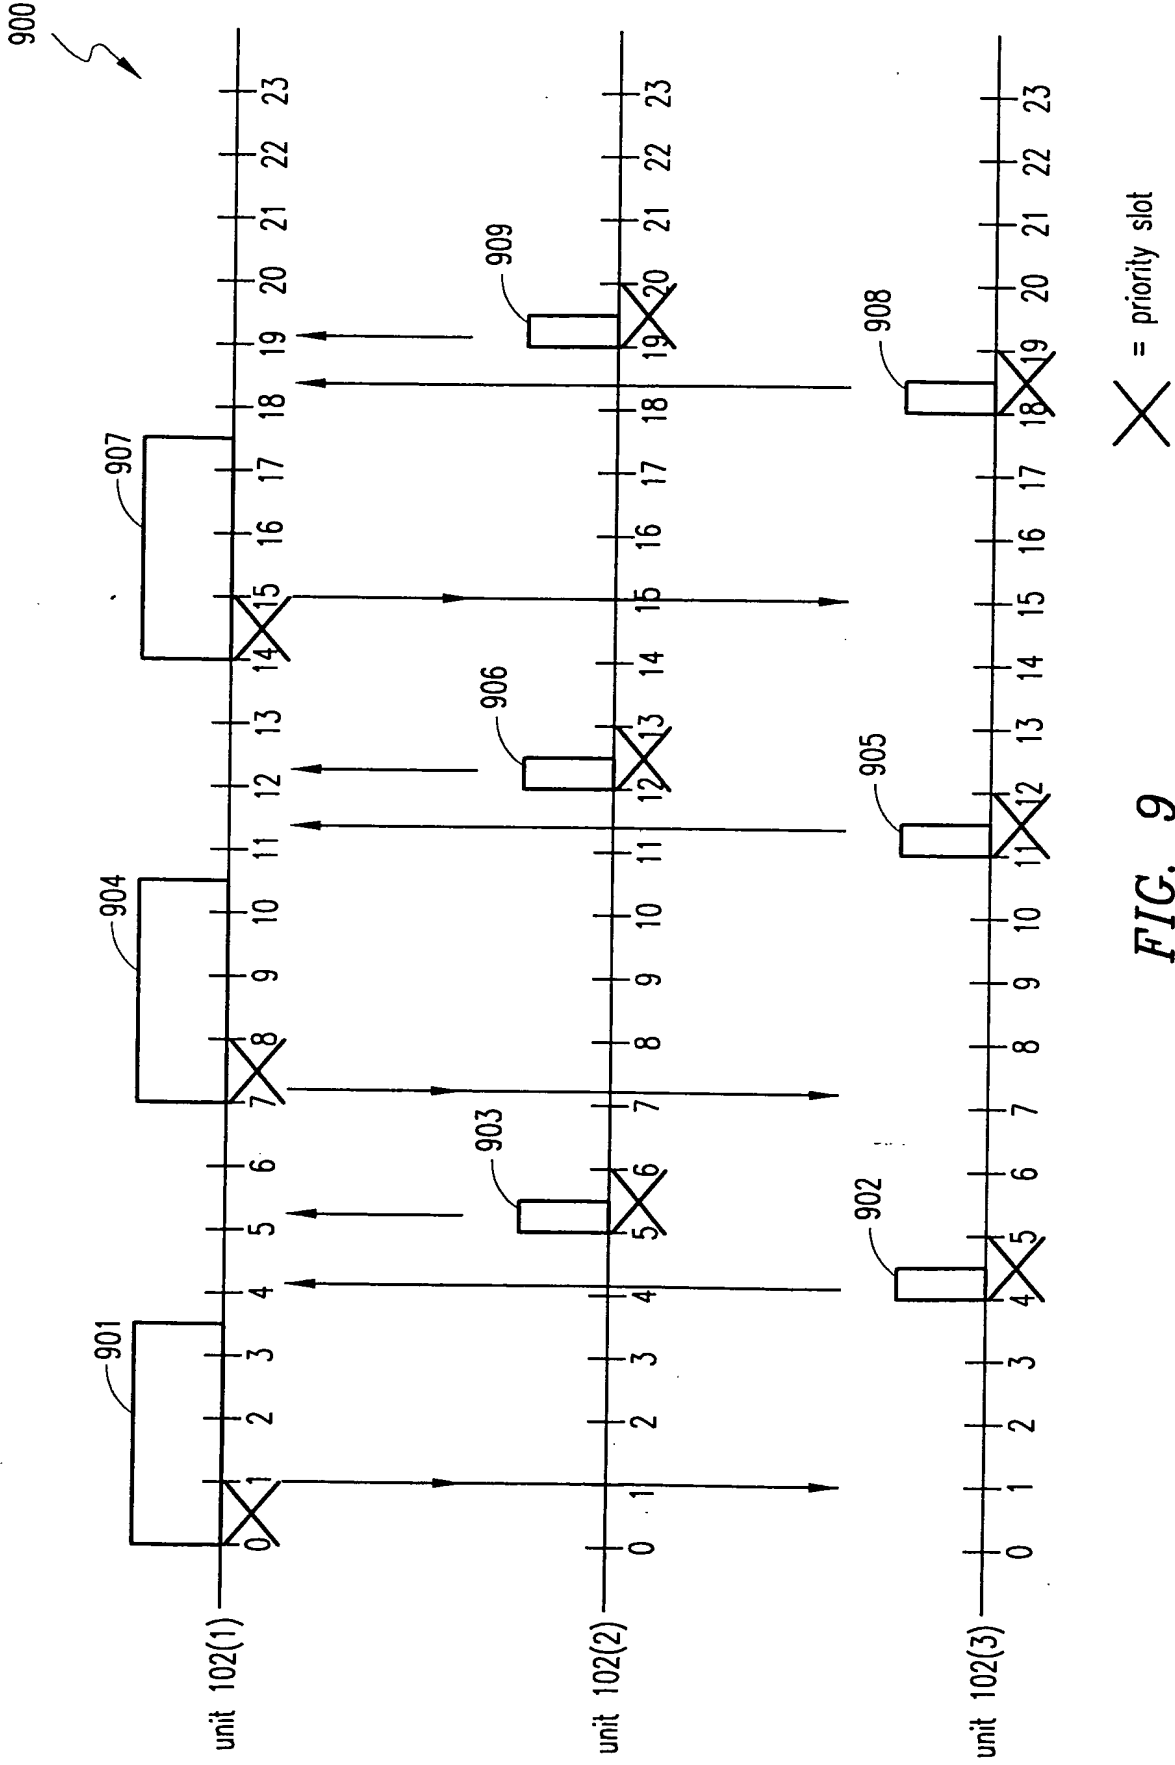 900
901
904
907
unit 102(1)
0 1 2 3 4 5 6 7 8 9 10 11 12 13 14 15 16 17 18 19 20 21 22 23
903
906
909
unit 102(2)
0 1 2 3 4 5 6 7 8 9 10 11 12 13 14 15 16 17 18 19 20 21 22 23
902
905
908
unit 102(3)
0 1 2 3 4 5 6 7 8 9 10 11 12 13 14 15 16 17 18 19 20 21 22 23
= priority slot
FIG. 9